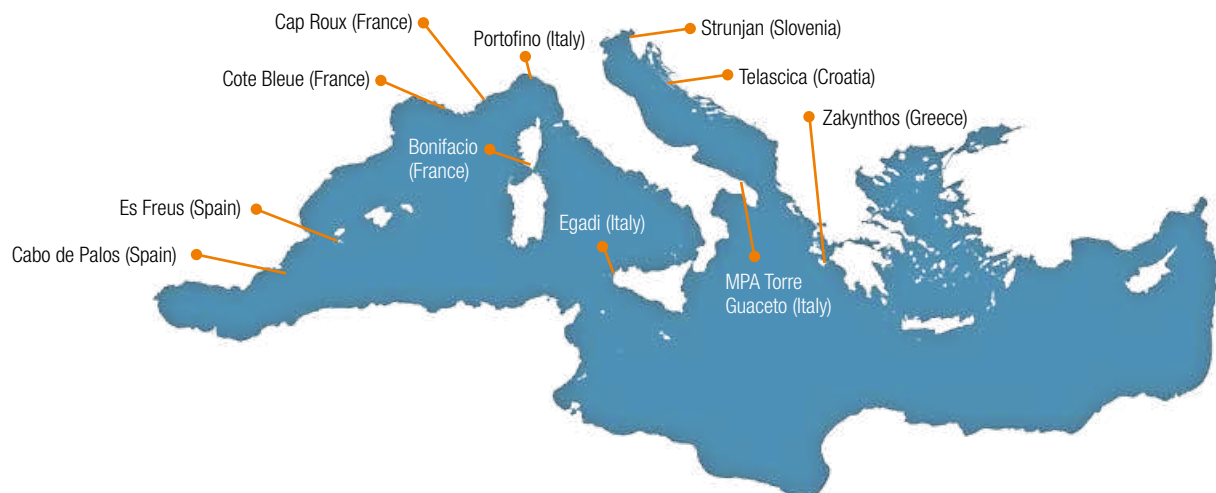 Cap Roux (France)
Portofino (Italy)
Strunjan (Slovenia)
Cote Bleue (France)
Telascica (Croatia)
Zakynthos (Greece)
Bonifacio
(France)
Es Freus (Spain)
Egadi (Italy)
Cabo de Palos (Spain)
MPA Torre
Guaceto (Italy)